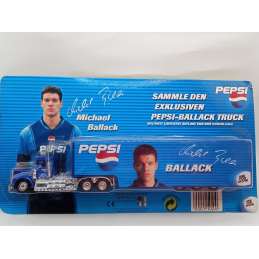 PEPSI
SAMMLE DEN
EXKLUSIVEN
PEPSI-BALLACK TRUCK
Michael
Ballack
PEPSI
BALLACK